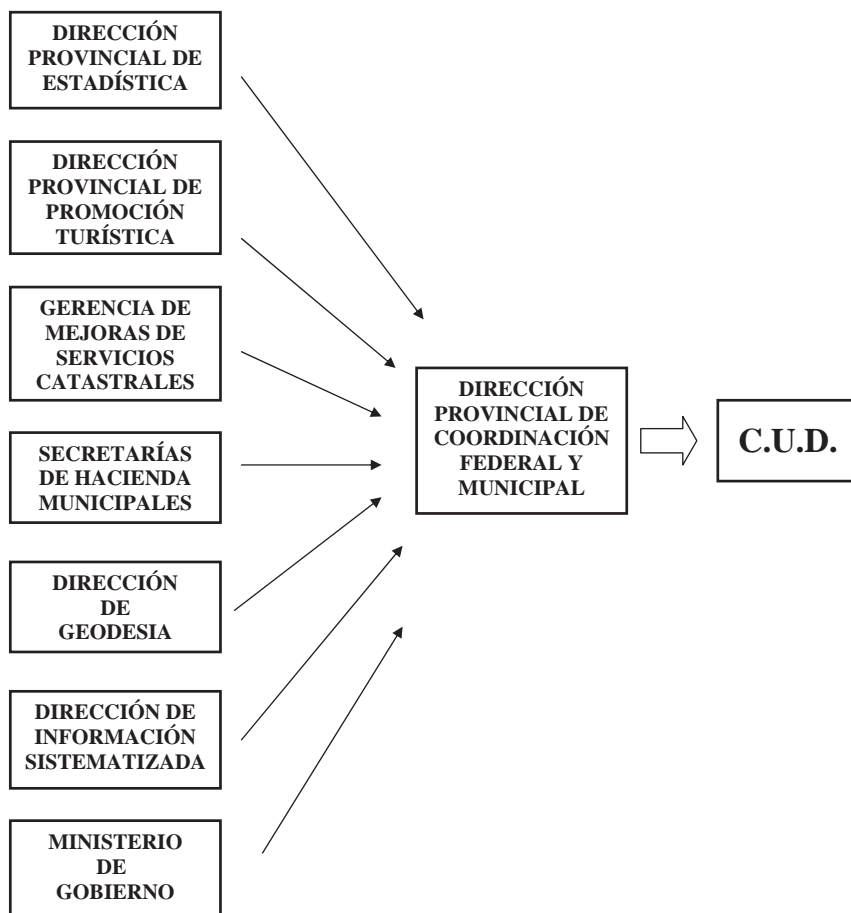 DIRECCIÓN
PROVINCIAL DE
ESTADÍSTICA
DIRECCIÓN
PROVINCIAL DE
PROMOCIÓN
TURÍSTICA
GERENCIA DE
MEJORAS DE
SERVICIOS
CATASTRALES
SECRETARÍAS
DE HACIENDA
MUNICIPALES
DIRECCIÓN
DE
GEODESIA
DIRECCIÓN DE
INFORMACIÓN
SISTEMATIZADA
MINISTERIO
DE
GOBIERNO
DIRECCIÓN
PROVINCIAL DE
COORDINACIÓN
FEDERAL Y
MUNICIPAL
C.U.D.